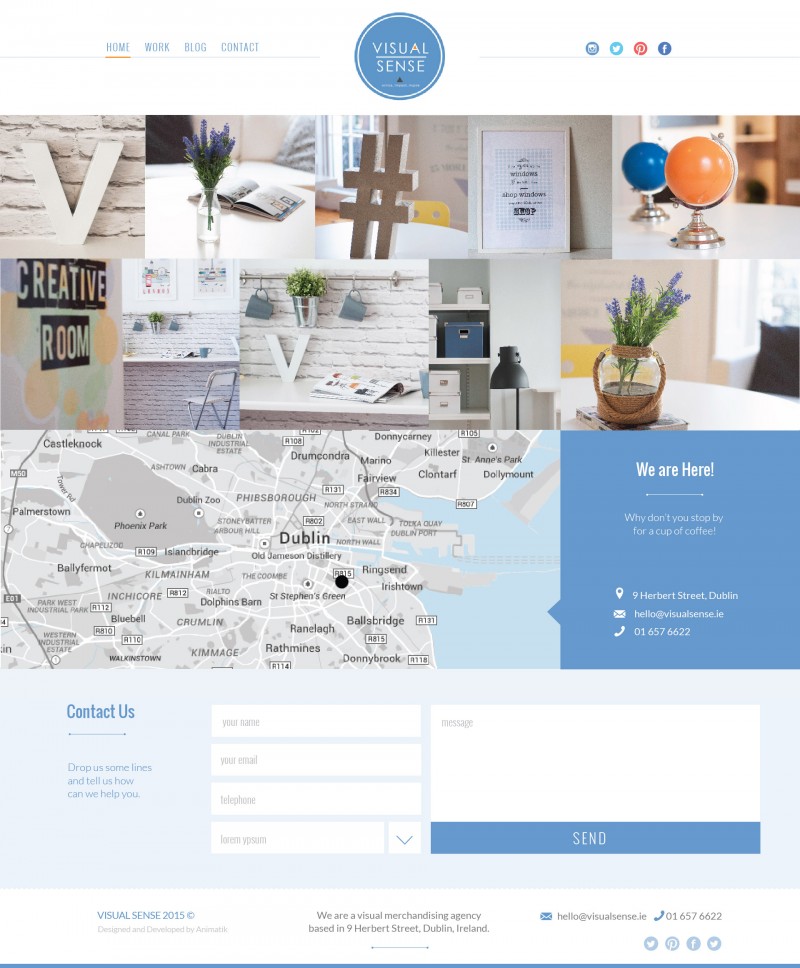 HOME WORK BLOG CONTACT
VISUAL
SENSE
V
#
windows
shop windows
SHOP
CREATIVE
ROOM
V
We are Here!
Why don't you stop by
for a cup of coffee!
9 Herbert Street, Dublin
hello@visualsense.ie
01 657 6622
Castleknock
CANAL PARK
DUBLIN
INDUSTRIAL
ESTATE
R102
R108
Donnycarney
R105
Drumcondra
Killester
St. Anne's Park
M50
ASHTOWN
Cabra
Marino
Clontarf
Dollymount
Fairview
Tower Rd
Dublin Zoo
PHIBSBOROUGH
R131
R834
R807
Palmerstown
Phoenix Park
STONEYBATTER
ARBOUR HILL
R802
NORTH STRAND
EAST WALL
TOLKA QUAY
DUBLIN PORT
CHAPELIZOD
R109
Islandbridge
Dublin
NORTH WALL
Old Jameson Distillery
Ballyfermot
KILMAINHAM
THE COOMBE
R815
Ringsend
Irishtown
E01
INCHICORE
R812
RIALTO
Dolphins Barn
St Stephen's Green
PARK WEST
INDUSTRIAL PARK
R112
Bluebell
CRUMLIN
Ballsbridge
R131
R810
R110
Ranelagh
R815
WESTERN
INDUSTRIAL
ESTATE
Rathmines
KIMMAGE
WALKINSTOWN
R114
Donnybrook
R118
Contact Us
Drop us some lines
and tell us how
can we help you.
your name
your email
telephone
lorem ypsum
message
SEND
VISUAL SENSE 2015 ©
Designed and Developed by Animatik
We are a visual merchandising agency
based in 9 Herbert Street, Dublin, Ireland.
hello@visualsense.ie 01 657 6622